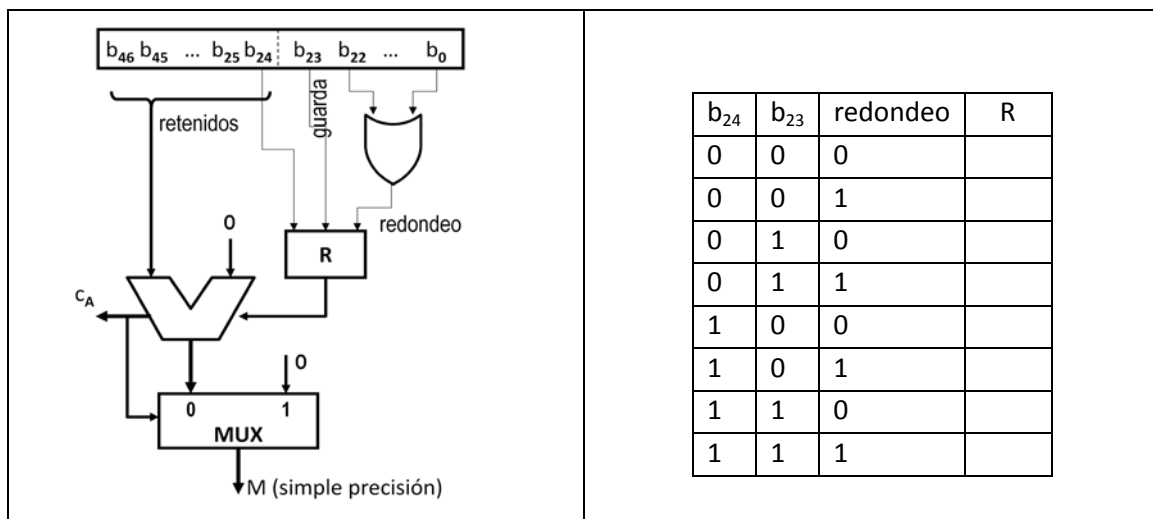 b46 b45 ... b25 b24 b23 b22 ... b0
retenidos
guarda
redondeo
0
R
CA
0
0 1
MUX
M (simple precisión)
b24 b23 redondeo R
0 0 0
0 0 1
0 1 0
0 1 1
1 0 0
1 0 1
1 1 0
1 1 1